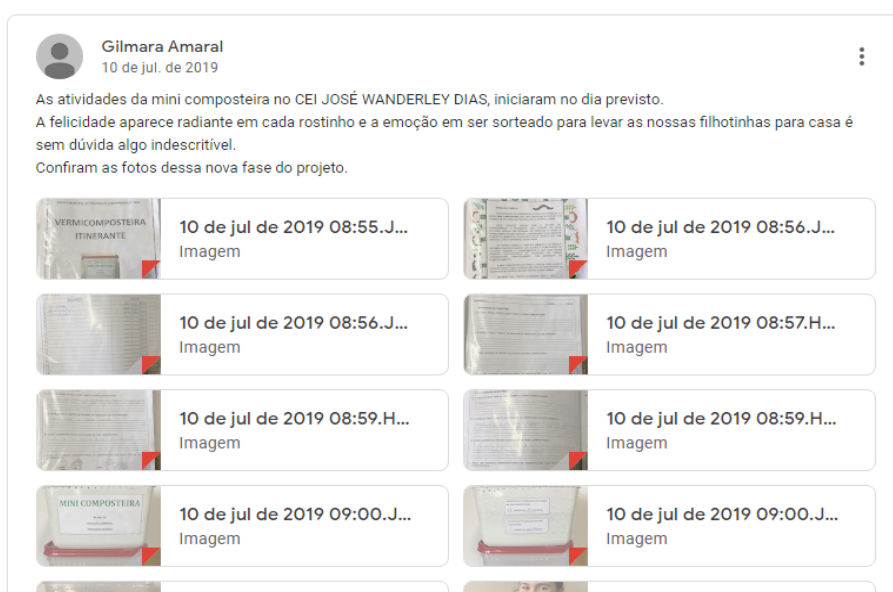 Gilmara Amaral
10 de jul. de 2019
As atividades da mini composteira no CEI JOSÉ WANDERLEY DIAS, iniciaram no dia previsto.
A felicidade aparece radiante em cada rostinho e a emoção em ser sorteado para levar as nossas filhotinhas para casa é
sem dúvida algo indescritível.
Confiram as fotos dessa nova fase do projeto.
VERMICOMPOSTEIRA
ITINERANTE
10 de jul de 2019 08:55.J...
Imagem
10 de jul de 2019 08:56.J...
Imagem
10 de jul de 2019 08:56.J...
Imagem
10 de jul de 2019 08:57.H...
Imagem
10 de jul de 2019 08:59.H...
Imagem
10 de jul de 2019 08:59.H...
Imagem
MINI COMPOSTEIRA
10 de jul de 2019 09:00.J...
Imagem
10 de jul de 2019 09:00.J...
Imagem